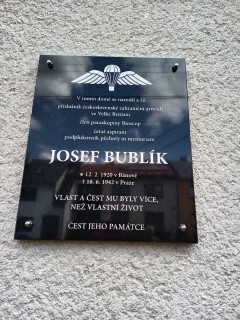 V tomto domě se narodil a žil
příslušník československé zahraniční armády
ve Velké Británii
člen paraskupiny Bioscop
četař aspirant
podplukovník pěchoty in memoriam
JOSEF BUBLÍK
* 12. 2. 1920 v Bánově
† 18. 6. 1942 v Praze
VLAST A ČEST MU BYLY VÍCE,
NEŽ VLASTNÍ ŽIVOT
ČEST JEHO PAMÁTCE